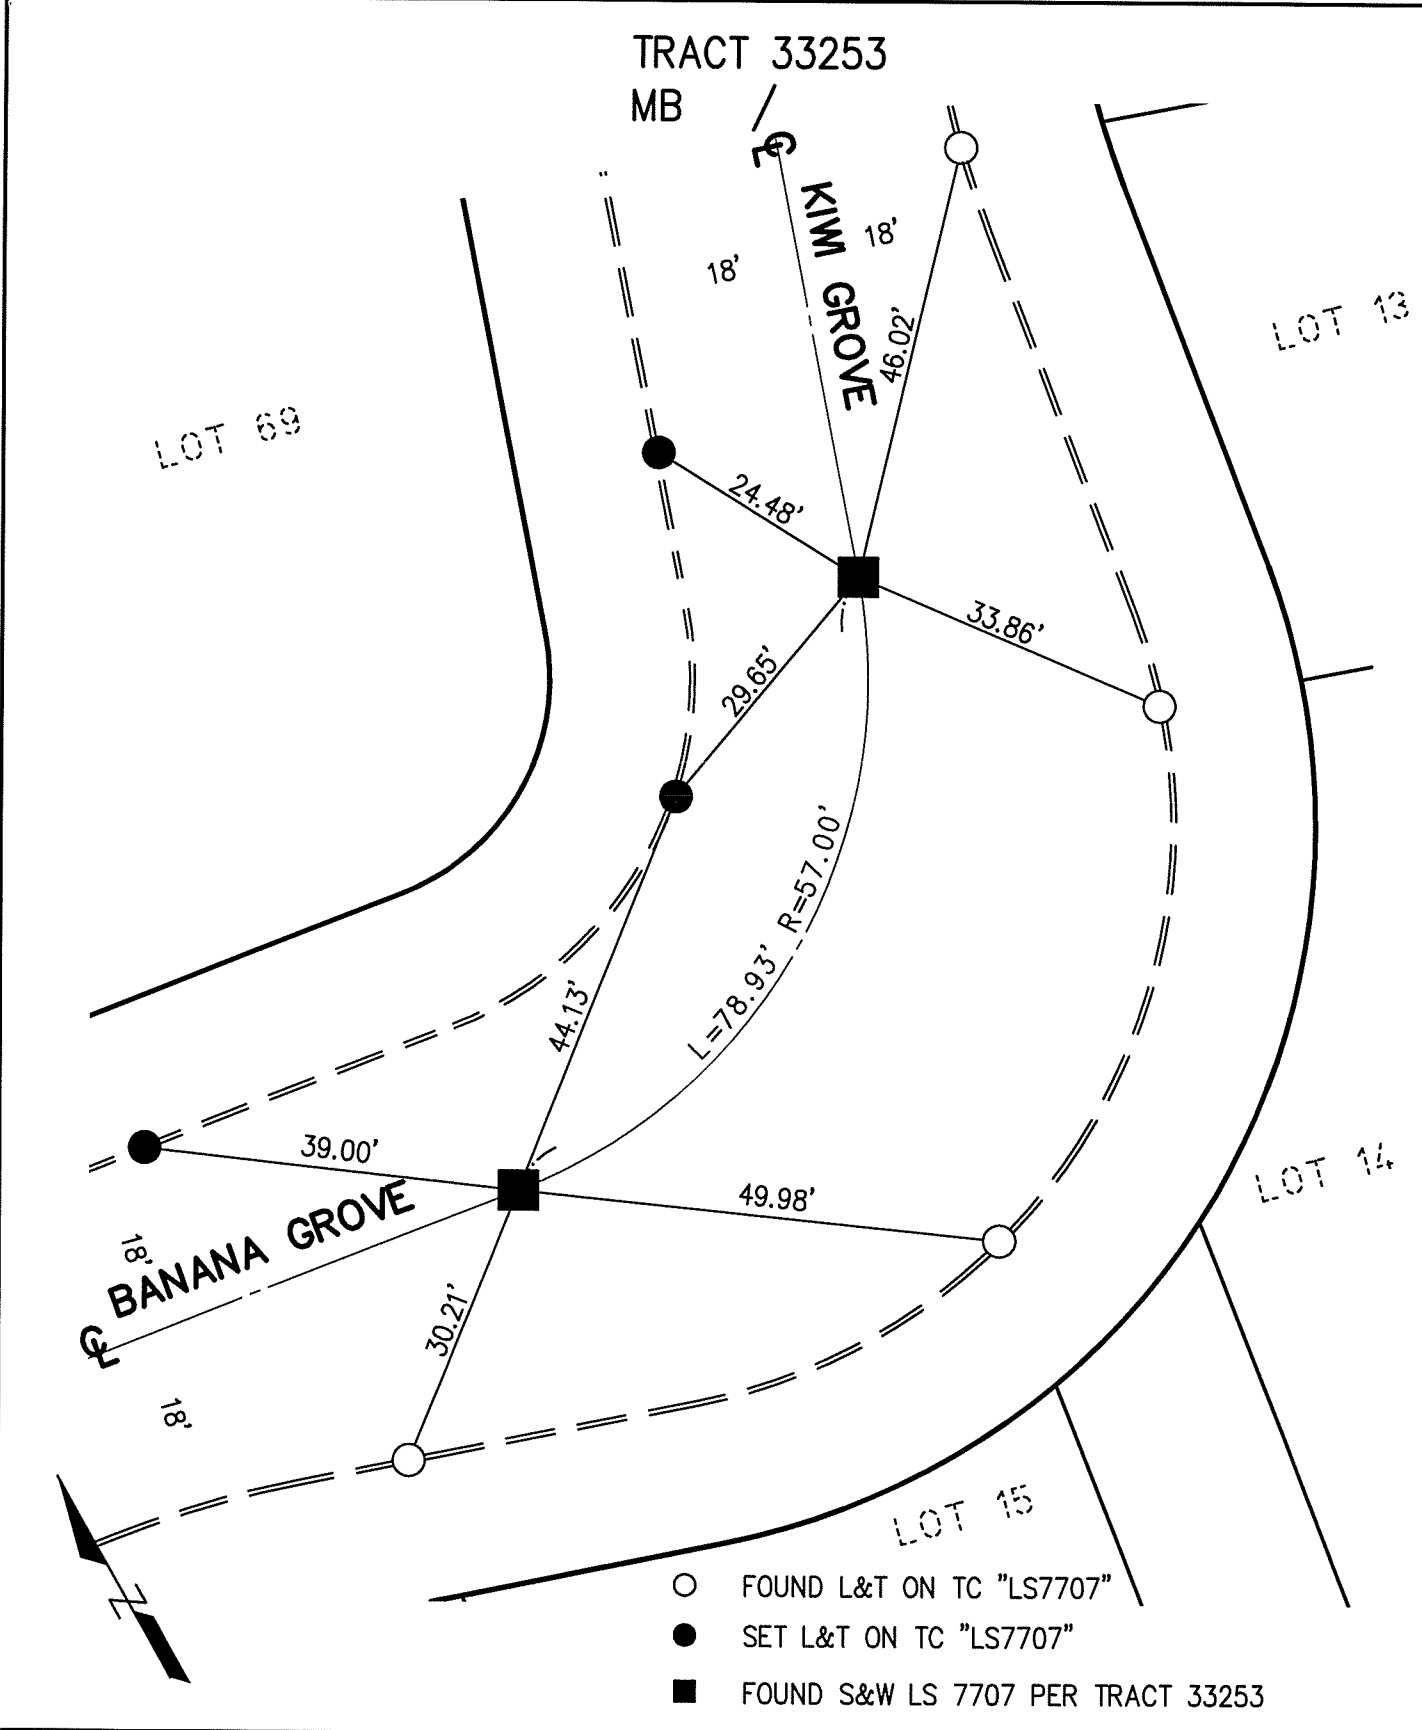 TRACT 33253
MB
℄
KIWI GROVE
18'
18'
46.02'
LOT 13
LOT 69
24.48'
33.86'
29.65'
L=78.93' R=57.00'
44.13'
39.00'
49.98'
LOT 14
BANANA GROVE
18'
℄
30.21'
18'
LOT 15
N
FOUND L&T ON TC "LS7707"
SET L&T ON TC "LS7707"
FOUND S&W LS 7707 PER TRACT 33253